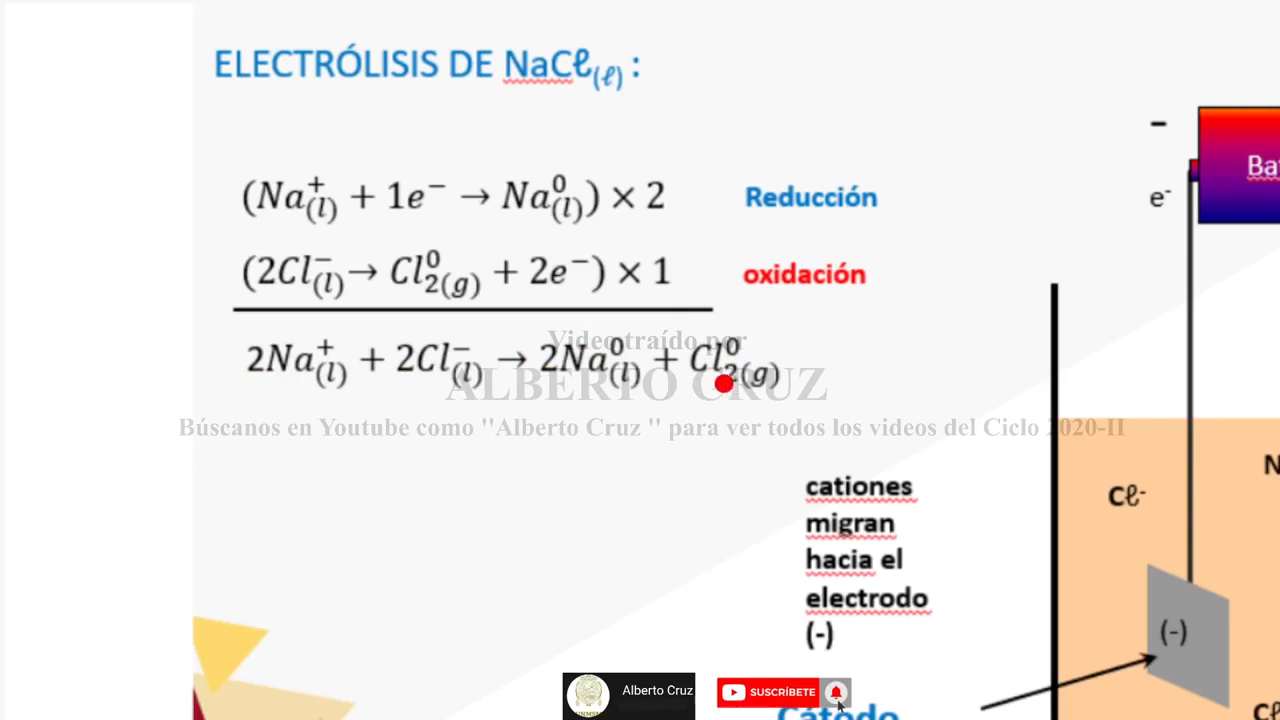 ELECTRÓLISIS DE NaCℓ(ℓ) :
(Na⁺(l) + 1e⁻ → Na⁰(l)) × 2 Reducción
(2Cl⁻(l) → Cl⁰2(g) + 2e⁻) × 1 oxidación
2Na⁺(l) + 2Cl⁻(l) → 2Na⁰(l) + Cl⁰2(g)
Video traído por
ALBERTO CRUZ
Búscanos en Youtube como "Alberto Cruz " para ver todos los videos del Ciclo 2020-II
−
e⁻
cationes
migran
hacia el
electrodo
(-)
Cℓ⁻
(-)
Cátodo
Alberto Cruz
SUSCRÍBETE